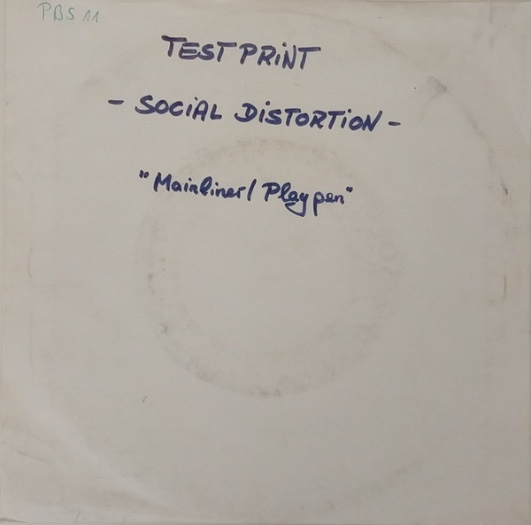 PBS 11
TEST PRINT
- SOCIAL DISTORTION -
"Mainliner/ Playpen"